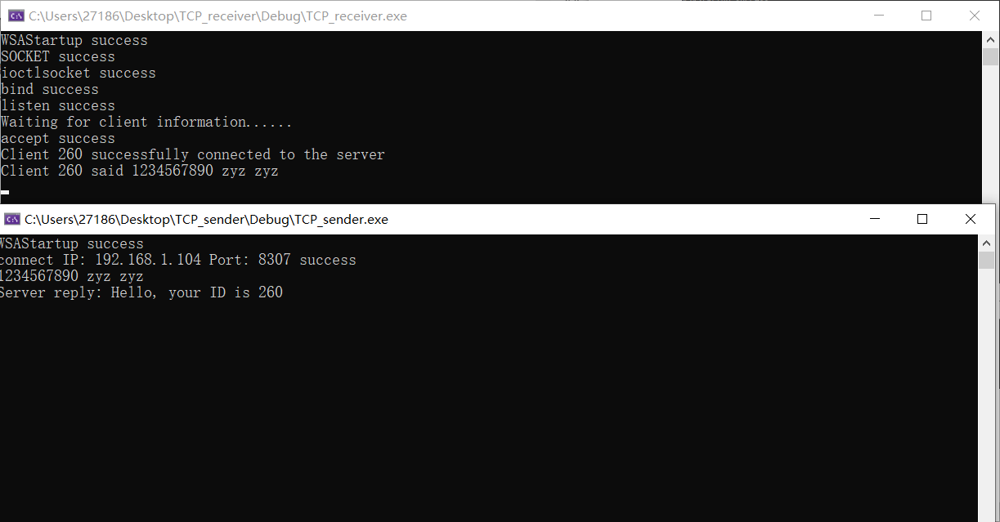 C:\Users\27186\Desktop\TCP_receiver\Debug\TCP_receiver.exe
WSAStartup success
SOCKET success
ioctlsocket success
bind success
listen success
Waiting for client information......
accept success
Client 260 successfully connected to the server
Client 260 said 1234567890 zyz zyz
C:\Users\27186\Desktop\TCP_sender\Debug\TCP_sender.exe
WSAStartup success
connect IP: 192.168.1.104 Port: 8307 success
1234567890 zyz zyz
Server reply: Hello, your ID is 260